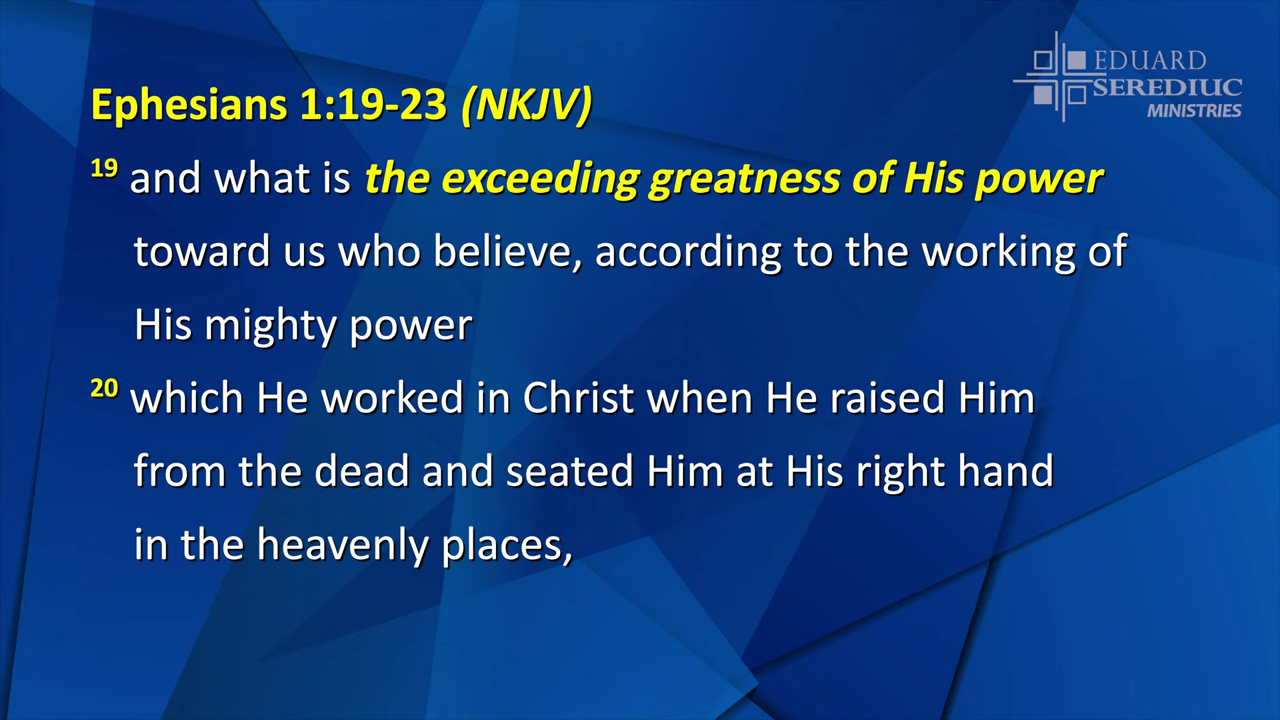 EDUARD
SEREDIUC
MINISTRIES
Ephesians 1:19-23 (NKJV)
19 and what is the exceeding greatness of His power
toward us who believe, according to the working of
His mighty power
20 which He worked in Christ when He raised Him
from the dead and seated Him at His right hand
in the heavenly places,